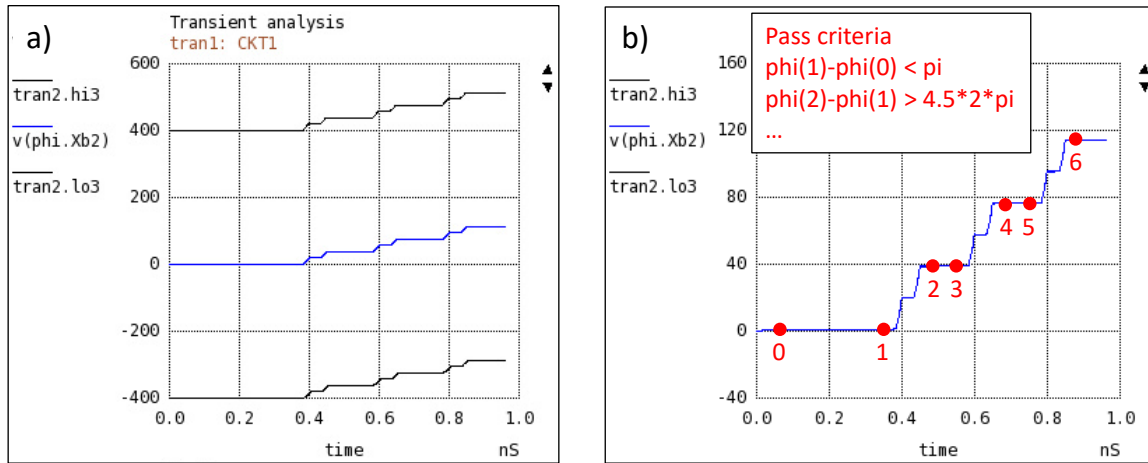 a)
Transient analysis
tran1: CKT1
tran2.hi3
v(phi.Xb2)
tran2.lo3
600
400
200
0
-200
-400
0.0 0.2 0.4 0.6 0.8 1.0
time nS
b)
Pass criteria
phi(1)-phi(0) < pi
phi(2)-phi(1) > 4.5*2*pi
...
tran2.hi3
v(phi.Xb2)
tran2.lo3
160
120
80
40
0
-40
0 1 2 3 4 5 6
0.0 0.2 0.4 0.6 0.8 1.0
time nS